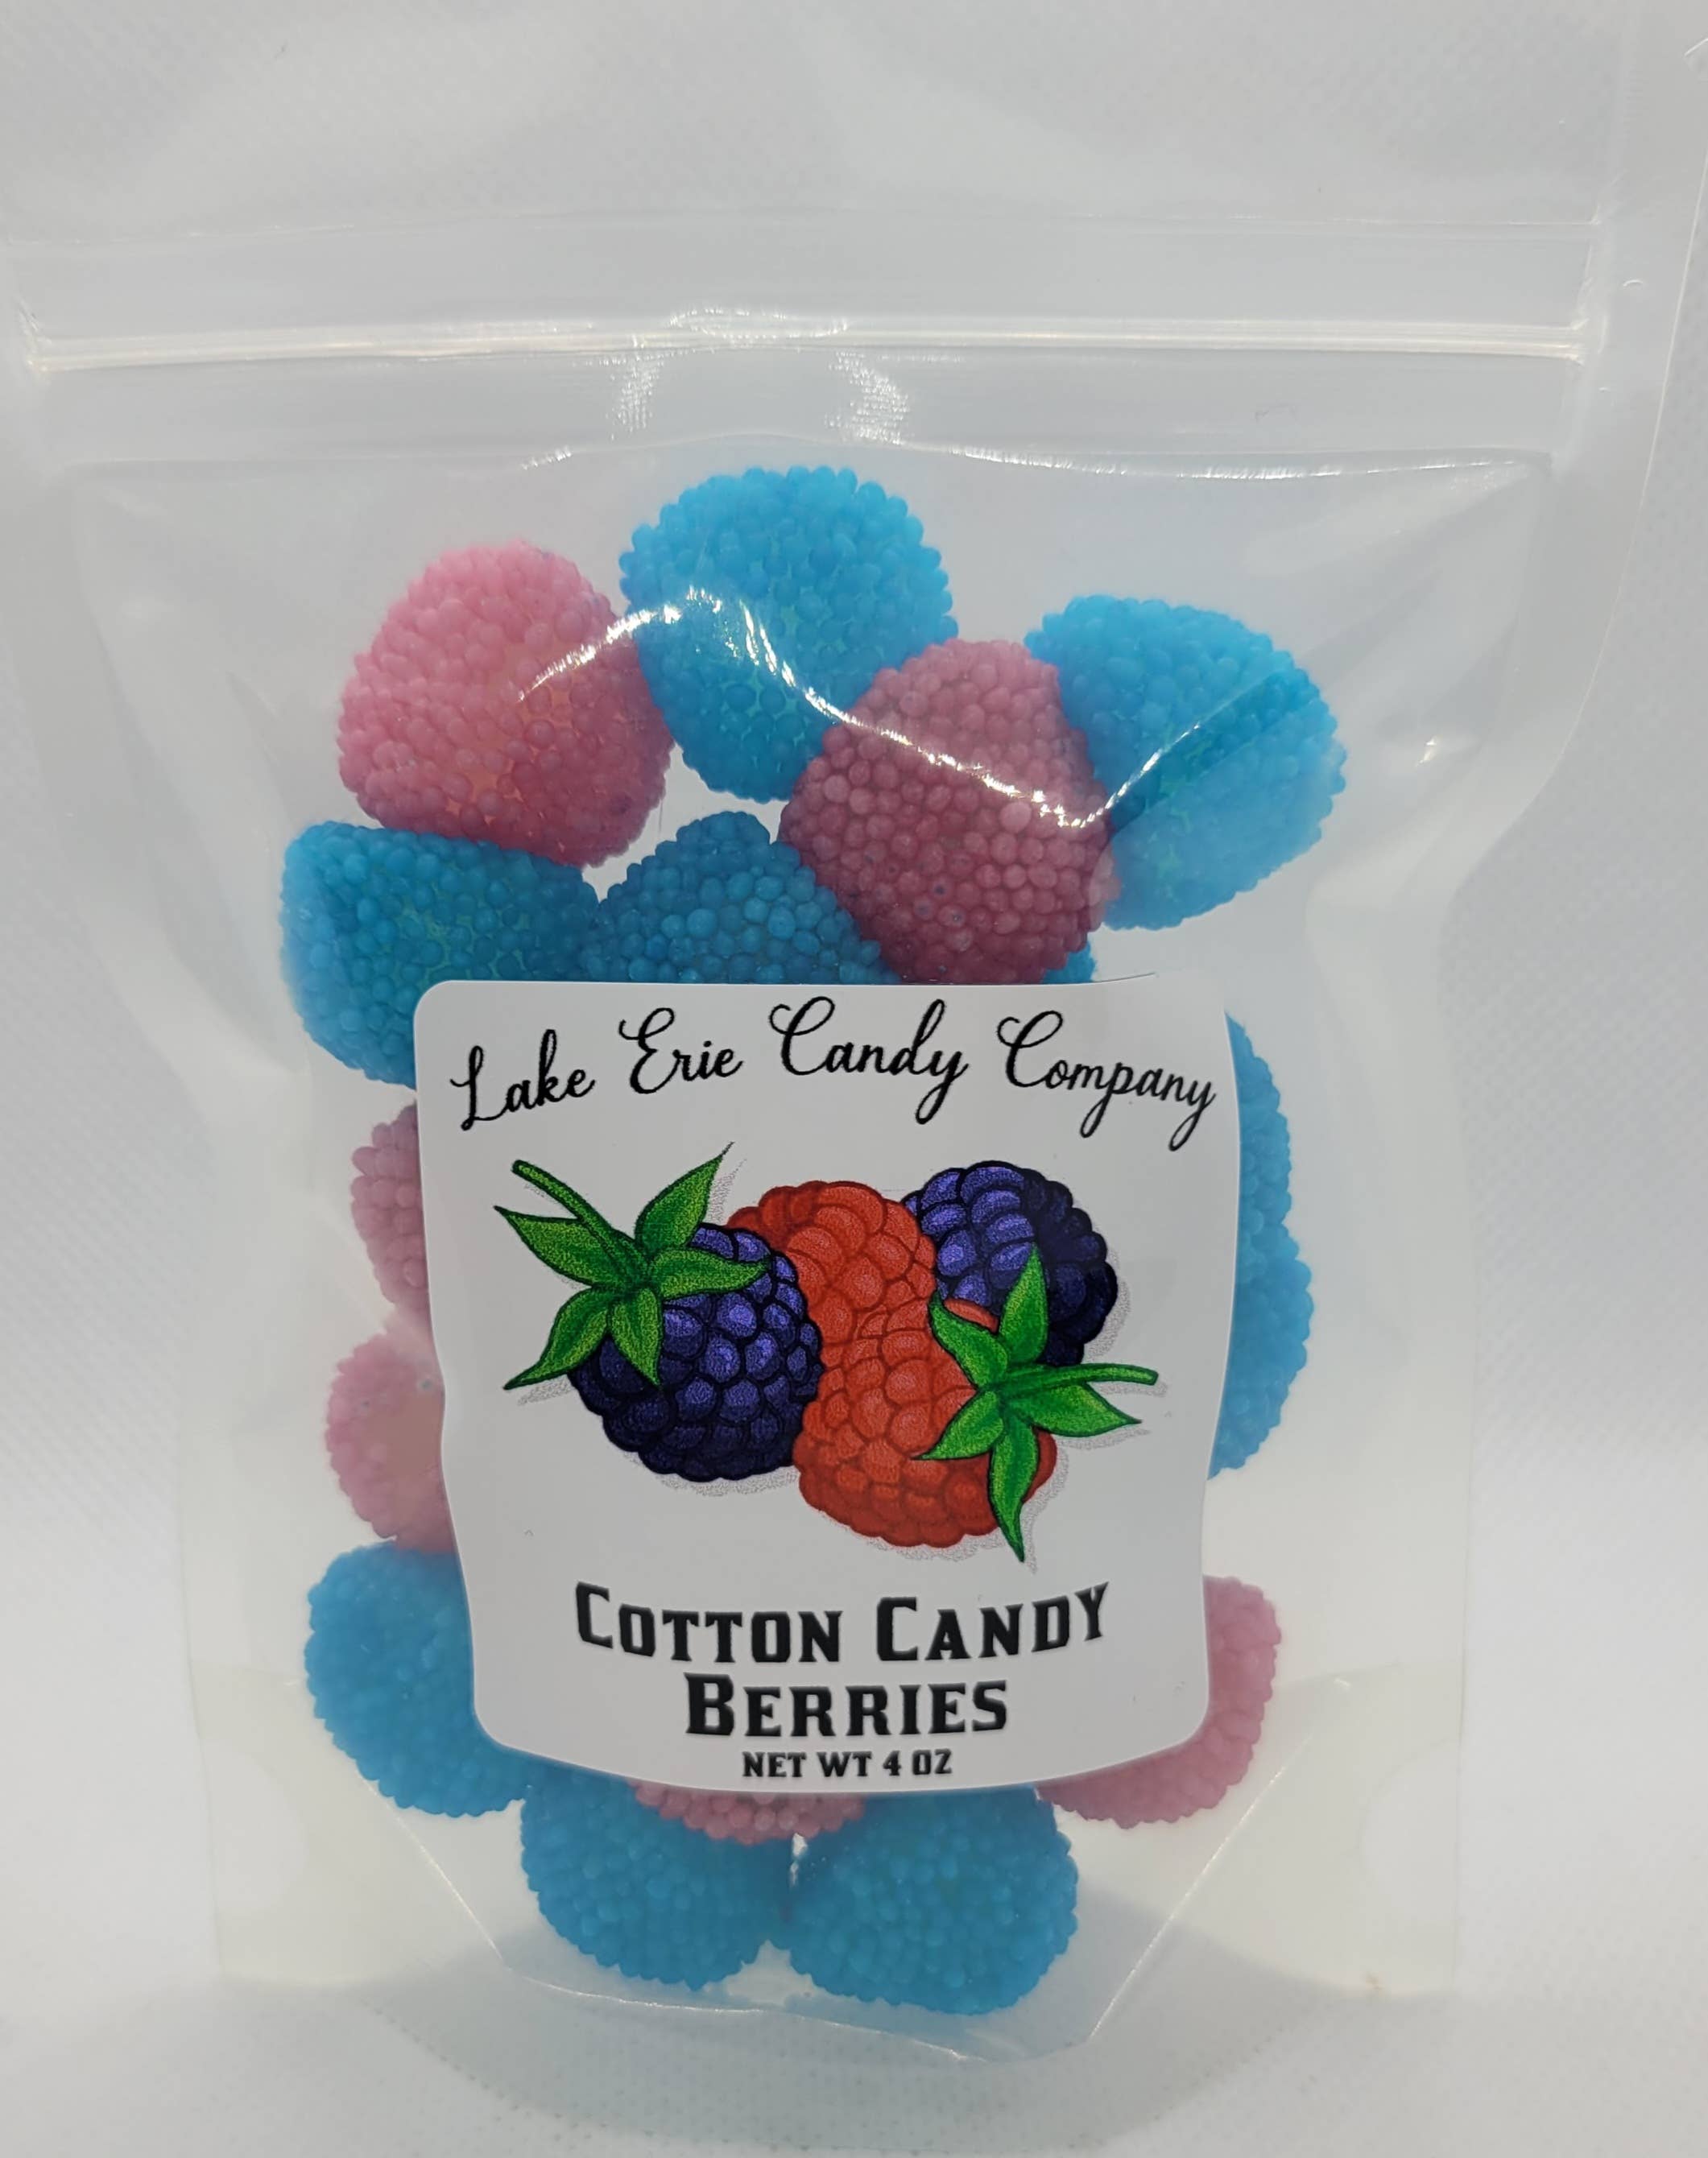 Lake Erie Candy Company
Cotton Candy
Berries
NET WT 4 OZ